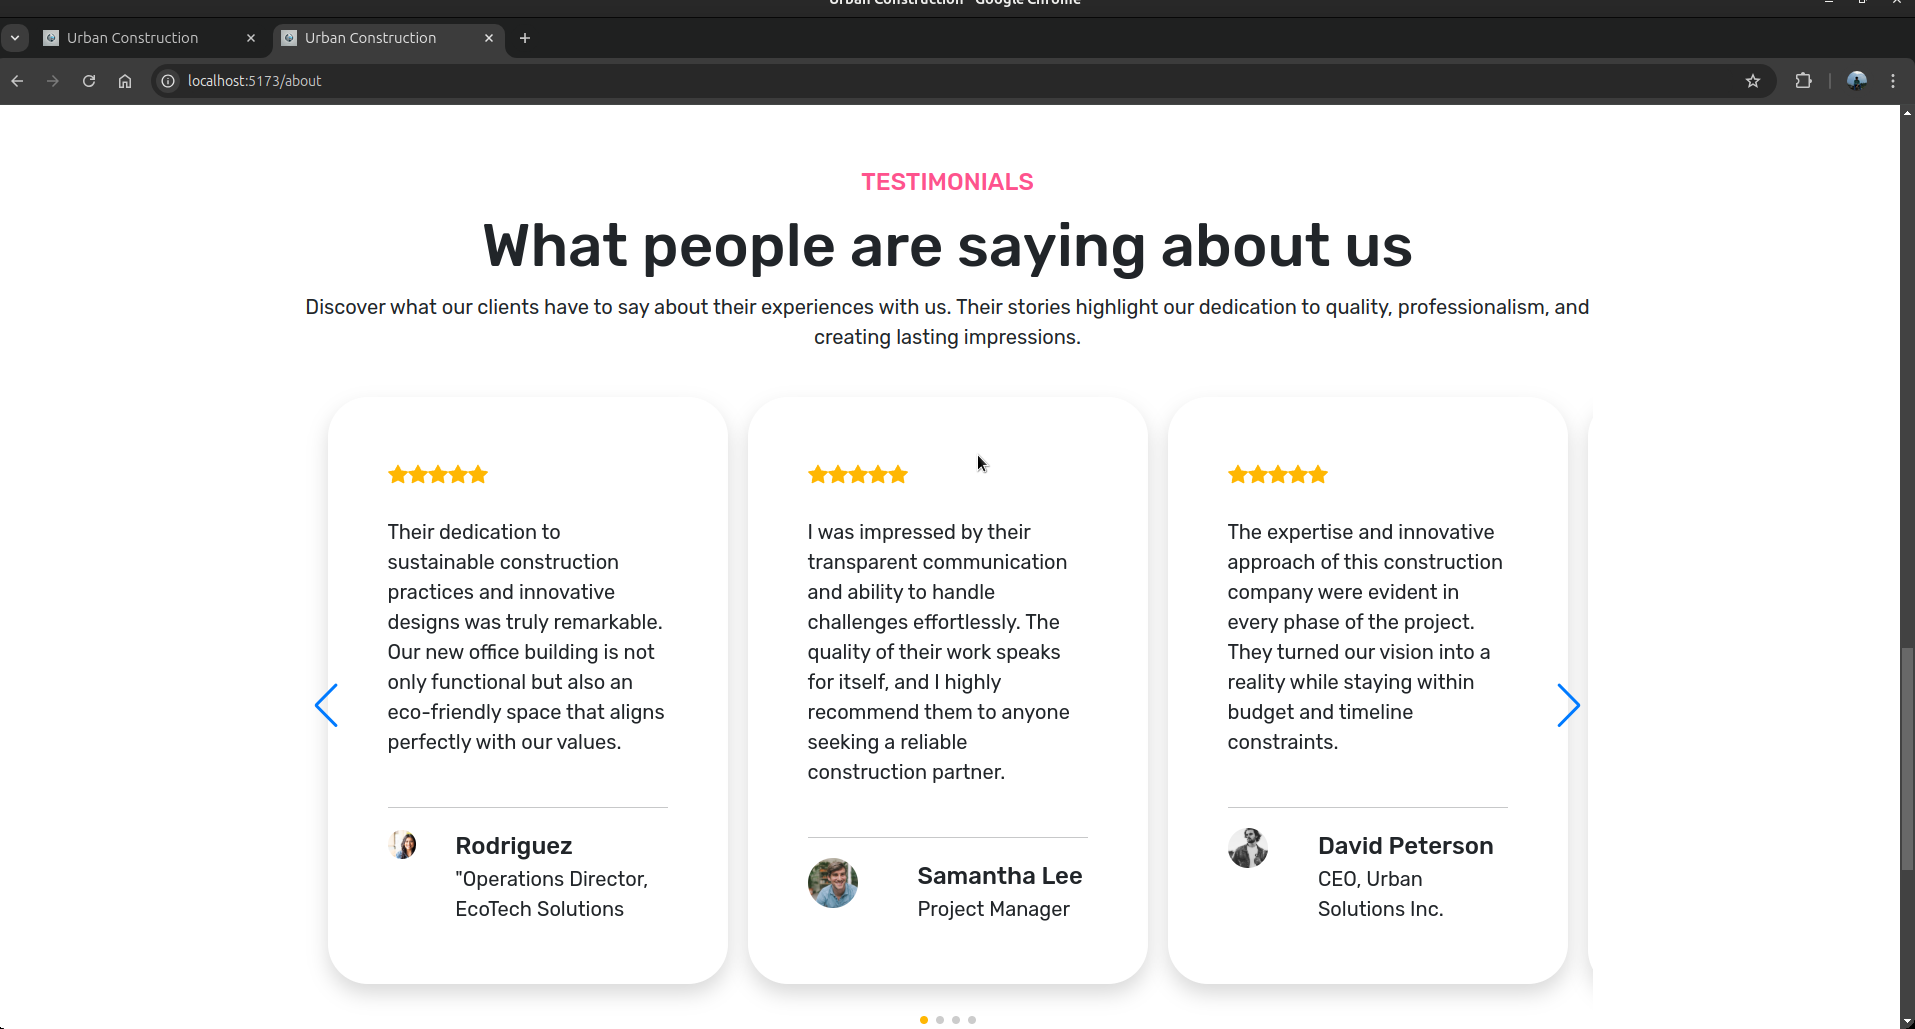 Urban Construction - Google Chrome
Urban Construction
Urban Construction
localhost:5173/about
TESTIMONIALS
What people are saying about us
Discover what our clients have to say about their experiences with us. Their stories highlight our dedication to quality, professionalism, and
creating lasting impressions.
Their dedication to
sustainable construction
practices and innovative
designs was truly remarkable.
Our new office building is not
only functional but also an
eco-friendly space that aligns
perfectly with our values.
Rodriguez
"Operations Director,
EcoTech Solutions
I was impressed by their
transparent communication
and ability to handle
challenges effortlessly. The
quality of their work speaks
for itself, and I highly
recommend them to anyone
seeking a reliable
construction partner.
Samantha Lee
Project Manager
The expertise and innovative
approach of this construction
company were evident in
every phase of the project.
They turned our vision into a
reality while staying within
budget and timeline
constraints.
David Peterson
CEO, Urban
Solutions Inc.